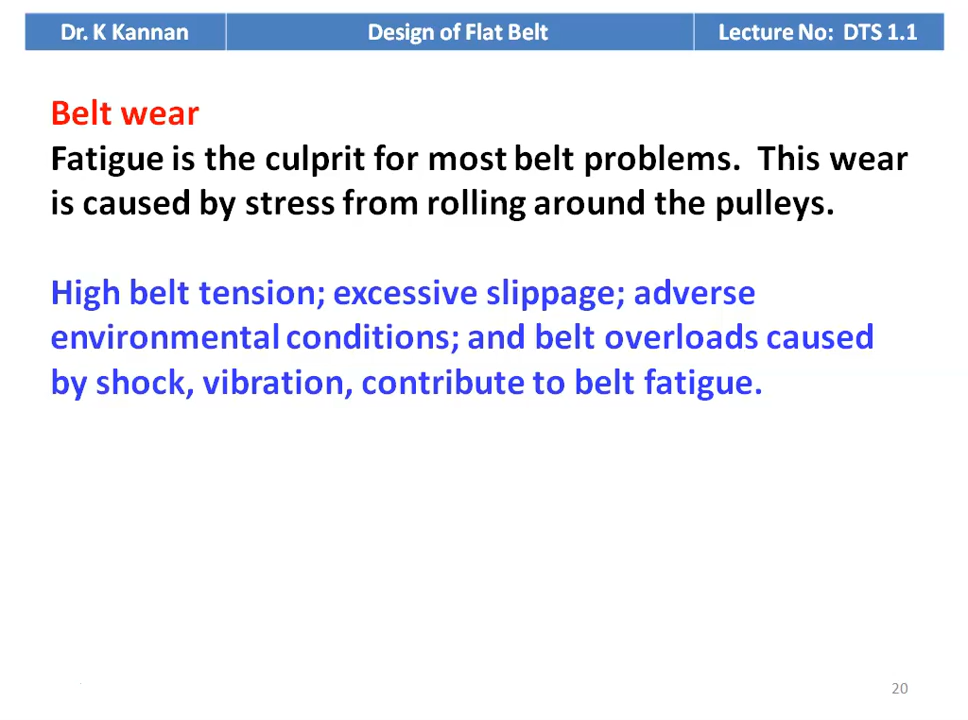 Dr. K Kannan
Design of Flat Belt
Lecture No: DTS 1.1
Belt wear
Fatigue is the culprit for most belt problems. This wear
is caused by stress from rolling around the pulleys.
High belt tension; excessive slippage; adverse
environmental conditions; and belt overloads caused
by shock, vibration, contribute to belt fatigue.
20